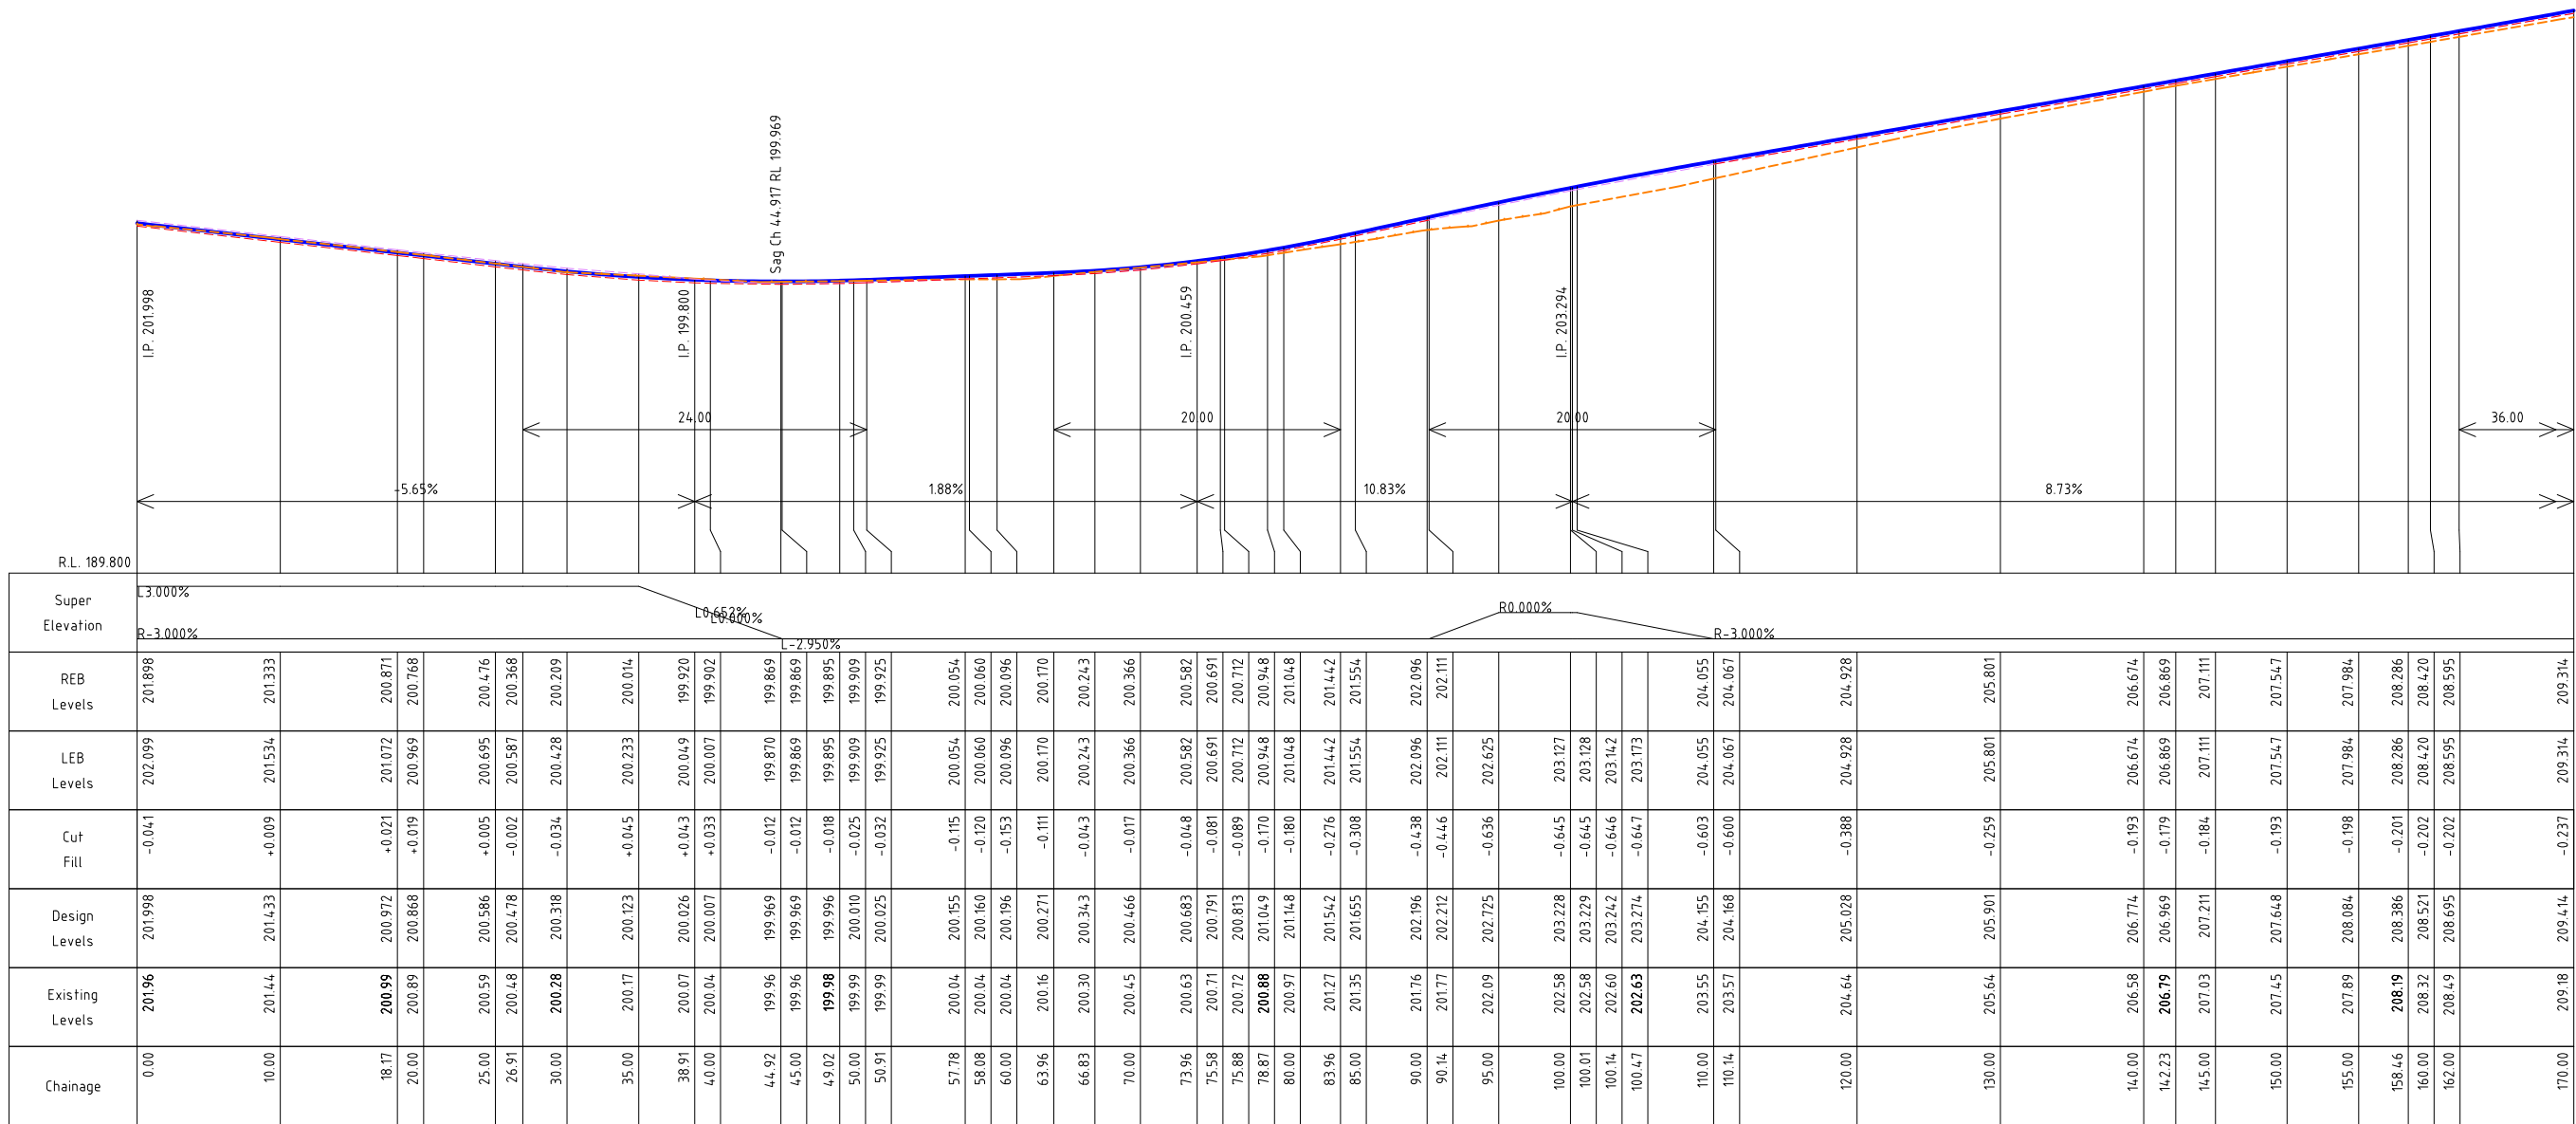 Sag Ch 44.917 RL 199.969
I.P. 201.998
I.P. 199.800
I.P. 200.459
I.P. 203.294
24.00
20.00
20.00
36.00
-5.65%
1.88%
10.83%
8.73%
R.L. 189.800
Super
Elevation
L3.000%
R-3.000%
L0.652%
L0.000%
L-2.950%
R0.000%
R-3.000%
REB
Levels
201.898 201.333 200.871 200.768 200.476 200.368 200.209 200.014 199.920 199.902 199.869 199.869 199.895 199.909 199.925 200.054 200.060 200.096 200.170 200.243 200.366 200.582 200.691 200.712 200.948 201.048 201.442 201.554 202.096 202.111 204.055 204.067 204.928 205.801 206.674 206.869 207.111 207.547 207.984 208.286 208.420 208.595 209.314
LEB
Levels
202.099 201.534 201.072 200.969 200.695 200.587 200.428 200.233 200.049 200.007 199.870 199.869 199.895 199.909 199.925 200.054 200.060 200.096 200.170 200.243 200.366 200.582 200.691 200.712 200.948 201.048 201.442 201.554 202.096 202.111 202.625 203.127 203.128 203.142 203.173 204.055 204.067 204.928 205.801 206.674 206.869 207.111 207.547 207.984 208.286 208.420 208.595 209.314
Cut
Fill
-0.041 +0.009 +0.021 +0.019 +0.005 -0.002 -0.034 +0.045 +0.043 +0.033 -0.012 -0.012 -0.018 -0.025 -0.032 -0.115 -0.120 -0.153 -0.111 -0.043 -0.017 -0.048 -0.081 -0.089 -0.170 -0.180 -0.276 -0.308 -0.438 -0.446 -0.636 -0.645 -0.645 -0.646 -0.647 -0.603 -0.600 -0.388 -0.259 -0.193 -0.179 -0.184 -0.193 -0.198 -0.201 -0.202 -0.202 -0.237
Design
Levels
201.998 201.433 200.972 200.868 200.586 200.478 200.318 200.123 200.026 200.007 199.969 199.969 199.996 200.010 200.025 200.155 200.160 200.196 200.271 200.343 200.466 200.683 200.791 200.813 201.049 201.148 201.542 201.655 202.196 202.212 202.725 203.228 203.229 203.242 203.274 204.155 204.168 205.028 205.901 206.774 206.969 207.211 207.648 208.084 208.386 208.521 208.695 209.414
Existing
Levels
201.96 201.44 200.99 200.89 200.59 200.48 200.28 200.17 200.07 200.04 199.96 199.96 199.98 199.99 199.99 200.04 200.04 200.04 200.16 200.30 200.45 200.63 200.71 200.72 200.88 200.97 201.27 201.35 201.76 201.77 202.09 202.58 202.58 202.60 202.63 203.55 203.57 204.64 205.64 206.58 206.79 207.03 207.45 207.89 208.19 208.32 208.49 209.18
Chainage
0.00 10.00 18.17 20.00 25.00 26.91 30.00 35.00 38.91 40.00 44.92 45.00 49.02 50.00 50.91 57.78 58.08 60.00 63.96 66.83 70.00 73.96 75.58 75.88 78.87 80.00 83.96 85.00 90.00 90.14 95.00 100.00 100.01 100.14 100.47 110.00 110.14 120.00 130.00 140.00 142.23 145.00 150.00 155.00 158.46 160.00 162.00 170.00